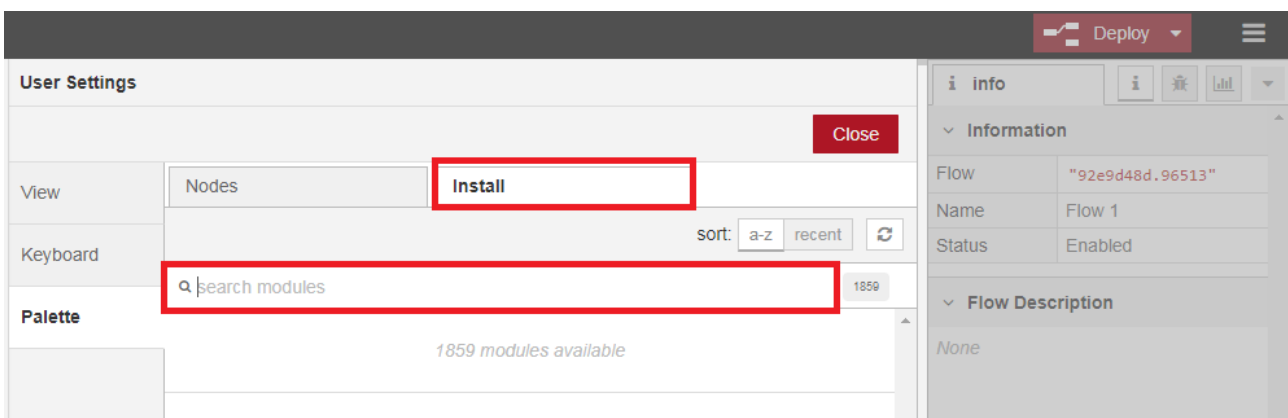 Deploy
User Settings
Close
View
Keyboard
Palette
Nodes
Install
sort: a-z recent
search modules
1859
1859 modules available
i info
i
Information
Flow "92e9d48d.96513"
Name Flow 1
Status Enabled
Flow Description
None